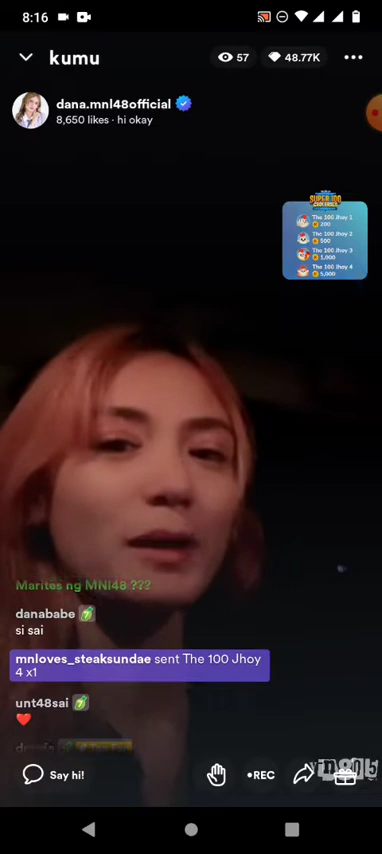 8:16
kumu
57
48.77K
dana.mnl48official
8,650 likes · hi okay
SUPER 100
The 100 Jhoy 1
200
The 100 Jhoy 2
500
The 100 Jhoy 3
1,000
The 100 Jhoy 4
5,000
Marites ng MNl48 ???
danababe
si sai
mnloves_steaksundae sent The 100 Jhoy
4 x1
unt48sai
Say hi!
•REC